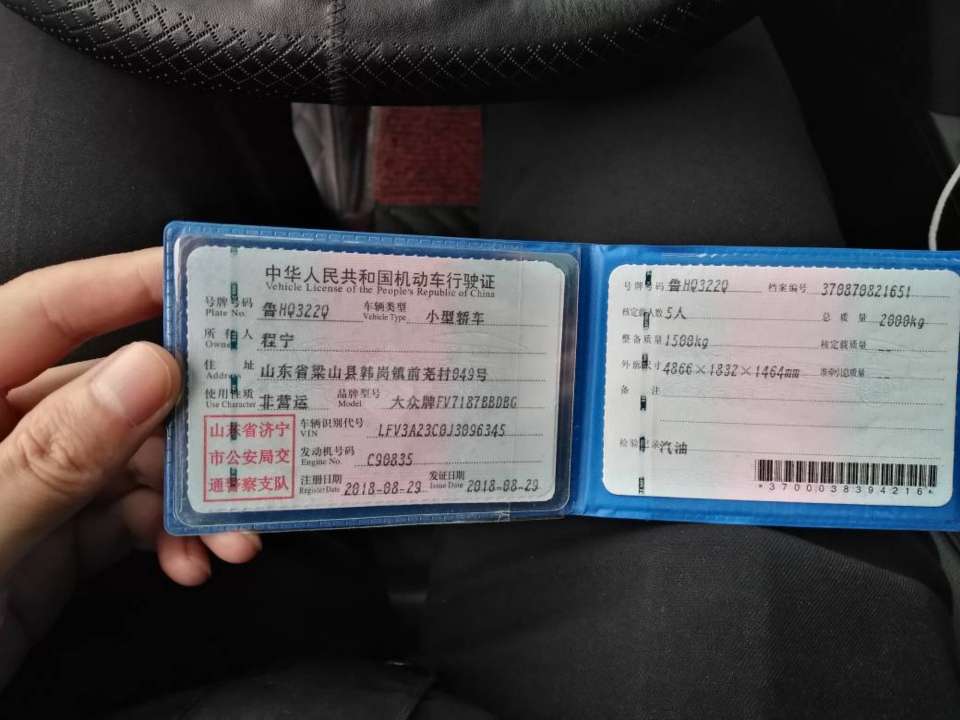 中华人民共和国机动车行驶证
Vehicle License of the People's Republic of China
号牌号码 鲁HQ322Q 车辆类型 小型轿车
Plate No. Vehicle Type
所有人 程宁
Owner
住址 山东省梁山县韩岗镇前尧村049号
Address
使用性质 非营运 品牌型号 大众牌FV7187BBDBG
Use Character Model
山东省济宁
市公安局交
通警察支队
车辆识别代号 LFV3A23C0J3096345
VIN
发动机号码 C90835
Engine No.
注册日期 2018-08-29 发证日期 2018-08-29
Register Date Issue Date
号牌号码 鲁HQ322Q 档案编号 370870821651
核定载人数 5人 总质量 2000kg
整备质量 1500kg 核定载质量 --
外廓尺寸 4866×1832×1464mm 准牵引总质量 --
备注
检验记录 汽油
*3700038394216*